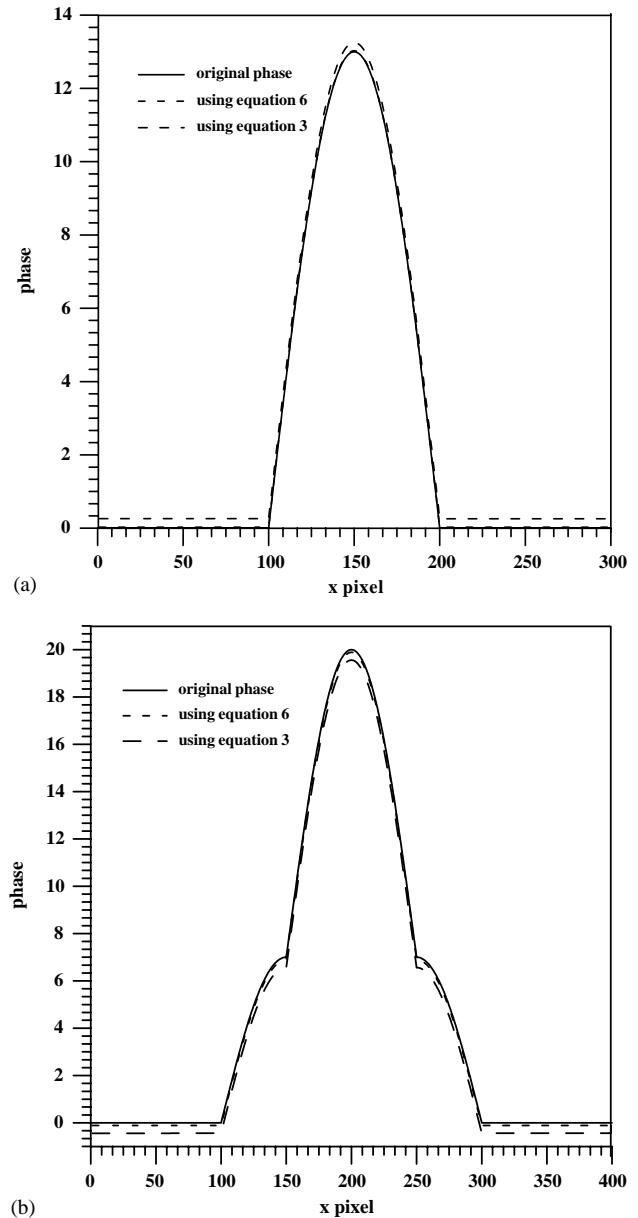 14
12
10
8
6
4
2
0
phase
original phase
using equation 6
using equation 3
0 50 100 150 200 250 300
x pixel
(a)
20
18
16
14
12
10
8
6
4
2
0
phase
original phase
using equation 6
using equation 3
0 50 100 150 200 250 300 350 400
x pixel
(b)